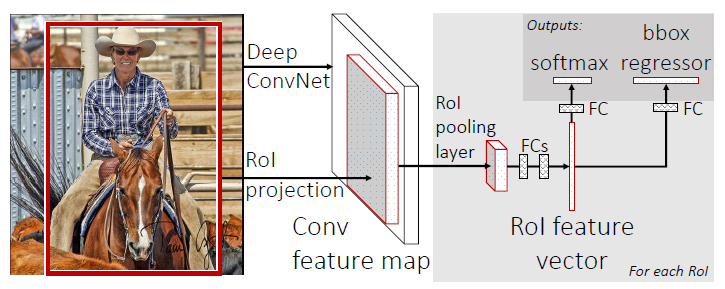 Deep
ConvNet
RoI
projection
Conv
feature map
RoI
pooling
layer
FCs
RoI feature
vector
Outputs:
softmax
bbox
regressor
FC
FC
For each RoI